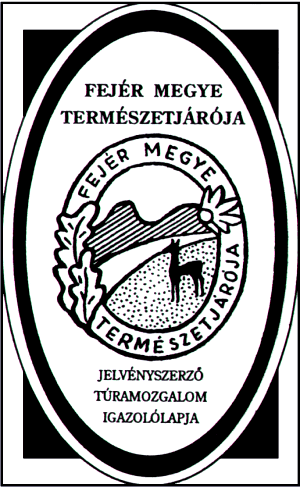 FEJÉR MEGYE
TERMÉSZETJÁRÓJA
FEJÉR MEGYE
TERMÉSZETJÁRÓJA
JELVÉNYSZERZŐ
TÚRAMOZGALOM
IGAZOLÓLAPJA